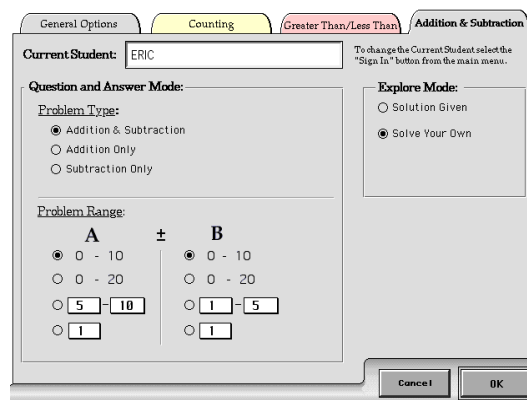 General Options
Counting
Greater Than/Less Than
Addition & Subtraction
Current Student:
ERIC
To change the Current Student select the
"Sign In" button from the main menu.
Question and Answer Mode:
Problem Type:
Addition & Subtraction
Addition Only
Subtraction Only
Problem Range:
A ± B
0 - 10 0 - 10
0 - 20 0 - 20
5 - 10 1 - 5
1 1
Explore Mode:
Solution Given
Solve Your Own
Cancel
OK